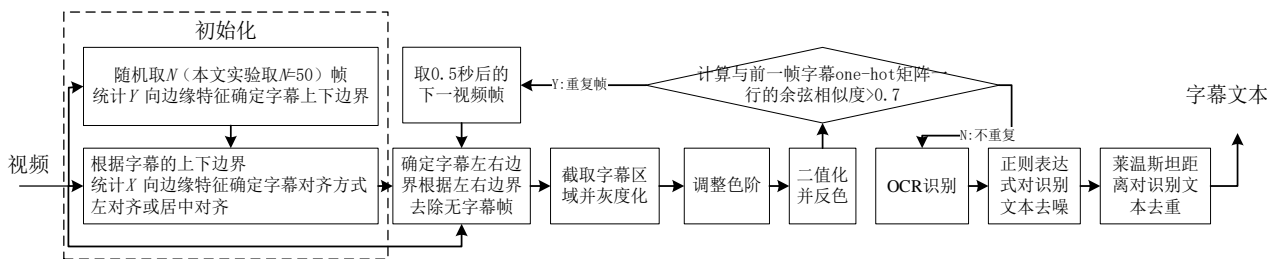 初始化
随机取N（本文实验取N=50）帧
统计Y 向边缘特征确定字幕上下边界
取0.5秒后的
下一视频帧
Y:重复帧
计算与前一帧字幕one-hot矩阵一
行的余弦相似度>0.7
N:不重复
字幕文本
视频
根据字幕的上下边界
统计X 向边缘特征确定字幕对齐方式
左对齐或居中对齐
确定字幕左右边
界根据左右边界
去除无字幕帧
截取字幕区
域并灰度化
调整色阶
二值化
并反色
OCR识别
正则表达
式对识别
文本去噪
莱温斯坦距
离对识别文
本去重